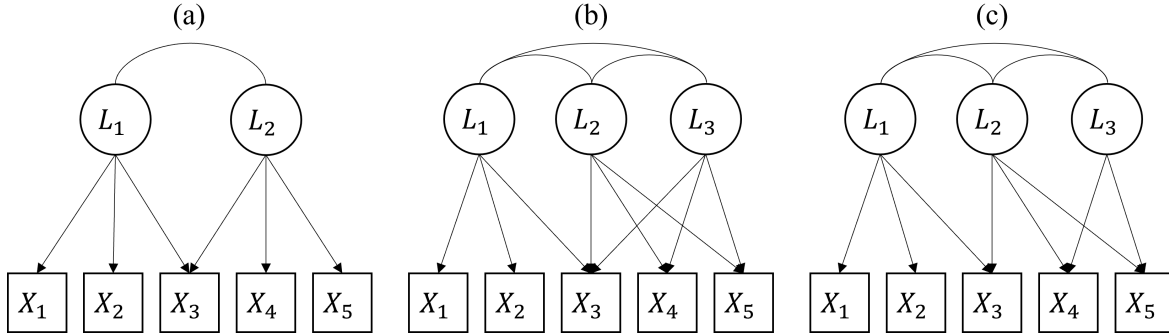 (a) (b) (c)
L₁ L₂ L₁ L₂ L₃ L₁ L₂ L₃
X₁ X₂ X₃ X₄ X₅ X₁ X₂ X₃ X₄ X₅ X₁ X₂ X₃ X₄ X₅